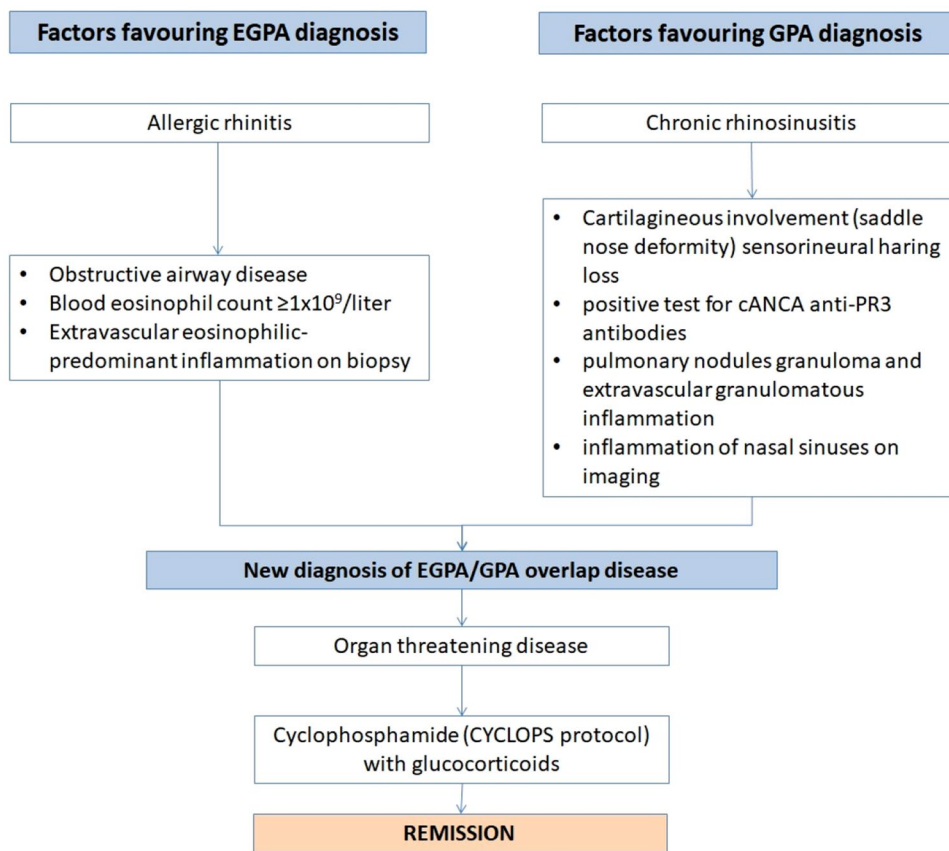 Factors favouring EGPA diagnosis
Factors favouring GPA diagnosis
Allergic rhinitis
Chronic rhinosinusitis
• Obstructive airway disease
• Blood eosinophil count ≥1x10⁹/liter
• Extravascular eosinophilic-
predominant inflammation on biopsy
• Cartilagineous involvement (saddle
nose deformity) sensorineural haring
loss
• positive test for cANCA anti-PR3
antibodies
• pulmonary nodules granuloma and
extravascular granulomatous
inflammation
• inflammation of nasal sinuses on
imaging
New diagnosis of EGPA/GPA overlap disease
Organ threatening disease
Cyclophosphamide (CYCLOPS protocol)
with glucocorticoids
REMISSION